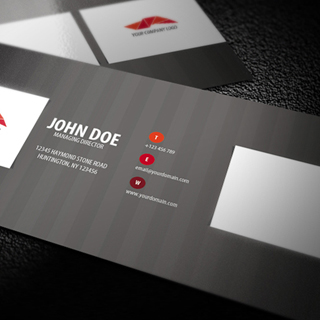 YOUR COMPANY LOGO
JOHN DOE
MANAGING DIRECTOR
12345 HAYMOND STONE ROAD
HUNTINGTON, NY 123456
T
+123 456 789
E
email@yourdomain.com
W
www.yourdomain.com